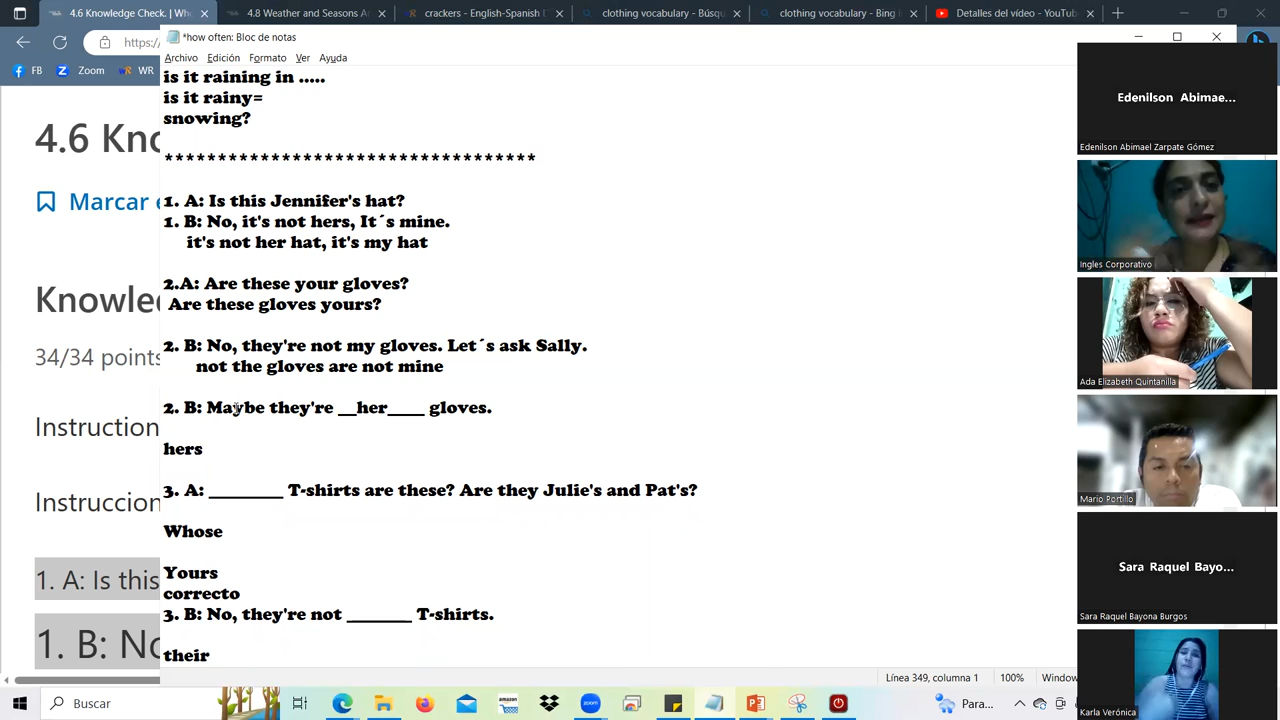 4.6 Knowledge Check. | W
4.8 Weather and Seasons A
crackers - English-Spanish D
clothing vocabulary - Búsqu
clothing vocabulary - Bing i
Detalles del vídeo - YouTu
https:/
FB
Zoom
WR
*how often: Bloc de notas
Archivo Edición Formato Ver Ayuda
4.6 Kno
Marcar e
Knowled
34/34 points
Instruction
Instruccion
1. A: Is this
1. B: No
is it raining in .....
is it rainy=
snowing?
***********************************
1. A: Is this Jennifer's hat?
1. B: No, it's not hers, It´s mine.
it's not her hat, it's my hat
2.A: Are these your gloves?
Are these gloves yours?
2. B: No, they're not my gloves. Let´s ask Sally.
not the gloves are not mine
2. B: Maybe they're __her____ gloves.
hers
3. A: ________ T-shirts are these? Are they Julie's and Pat's?
Whose
Yours
correcto
3. B: No, they're not _______ T-shirts.
their
Línea 349, columna 1
100%
Window
Edenilson Abimae...
Edenilson Abimael Zarpate Gómez
Ingles Corporativo
Ada Elizabeth Quintanilla
Mario Portillo
Sara Raquel Bayo...
Sara Raquel Bayona Burgos
Karla Verónica
Buscar
amazon
Para...